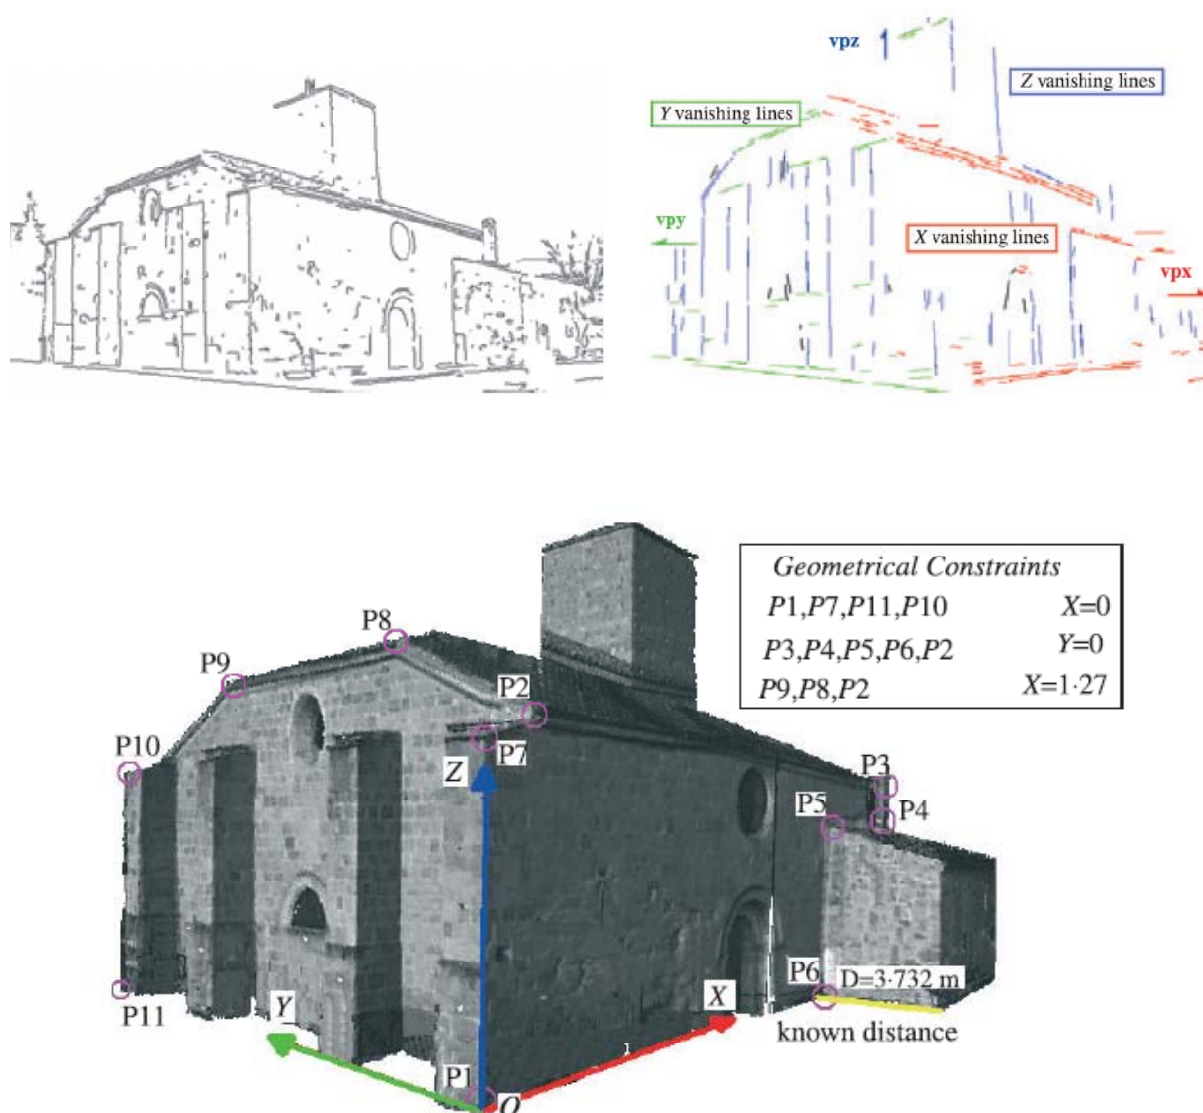 vpz
Z vanishing lines
Y vanishing lines
vpy
X vanishing lines
vpx
Geometrical Constraints
P1,P7,P11,P10 X=0
P3,P4,P5,P6,P2 Y=0
P9,P8,P2 X=1·27
P8
P9
P2
P10
P7
Z
P3
P5
P4
P6
D=3·732 m
X
P11
Y
known distance
1
P1
O